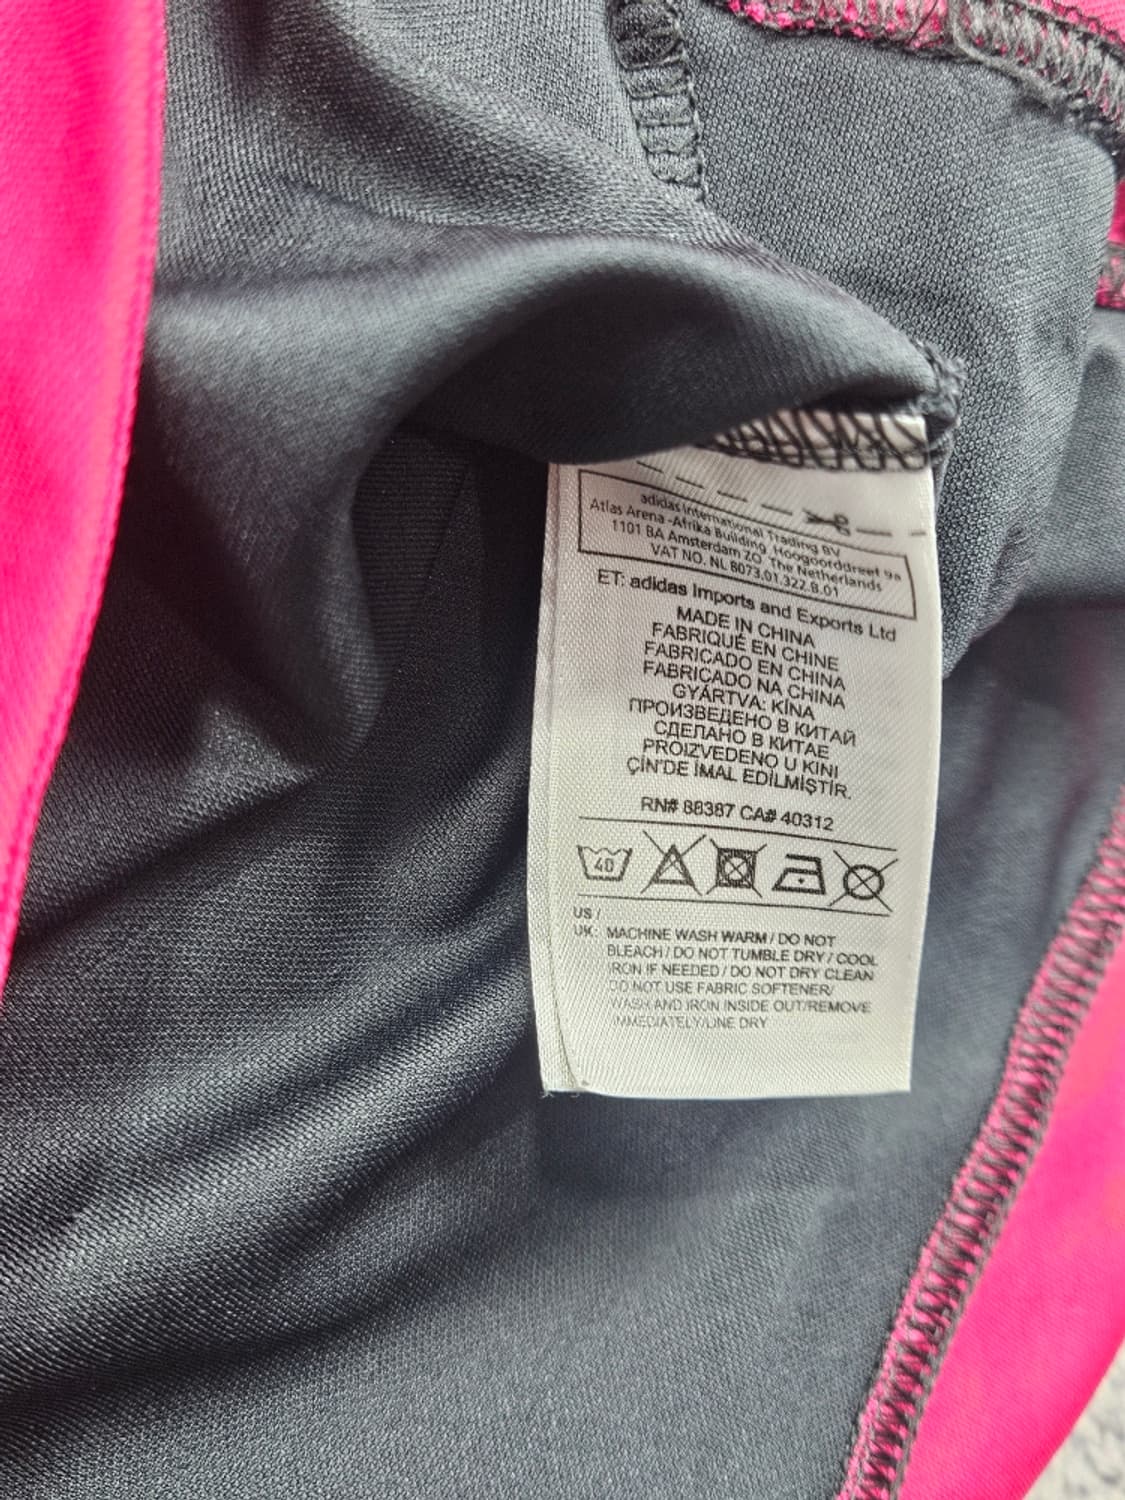 adidas International Trading BV
Atlas Arena -Afrika Building, Hoogoorddreef 9a
1101 BA Amsterdam ZO, The Netherlands
VAT NO. NL 8073.01.322.B.01
ET: adidas Imports and Exports Ltd
MADE IN CHINA
FABRIQUÉ EN CHINE
FABRICADO EN CHINA
FABRICADO NA CHINA
GYÁRTVA: KÍNA
ПРОИЗВЕДЕНО В КИТАЙ
СДЕЛАНО В КИТАЕ
PROIZVEDENO U KINI
ÇİN'DE İMAL EDİLMİŞTİR.
RN# 88387 CA# 40312
40
US /
UK: MACHINE WASH WARM / DO NOT
BLEACH / DO NOT TUMBLE DRY / COOL
IRON IF NEEDED / DO NOT DRY CLEAN
DO NOT USE FABRIC SOFTENER/
WASH AND IRON INSIDE OUT/REMOVE
IMMEDIATELY/LINE DRY